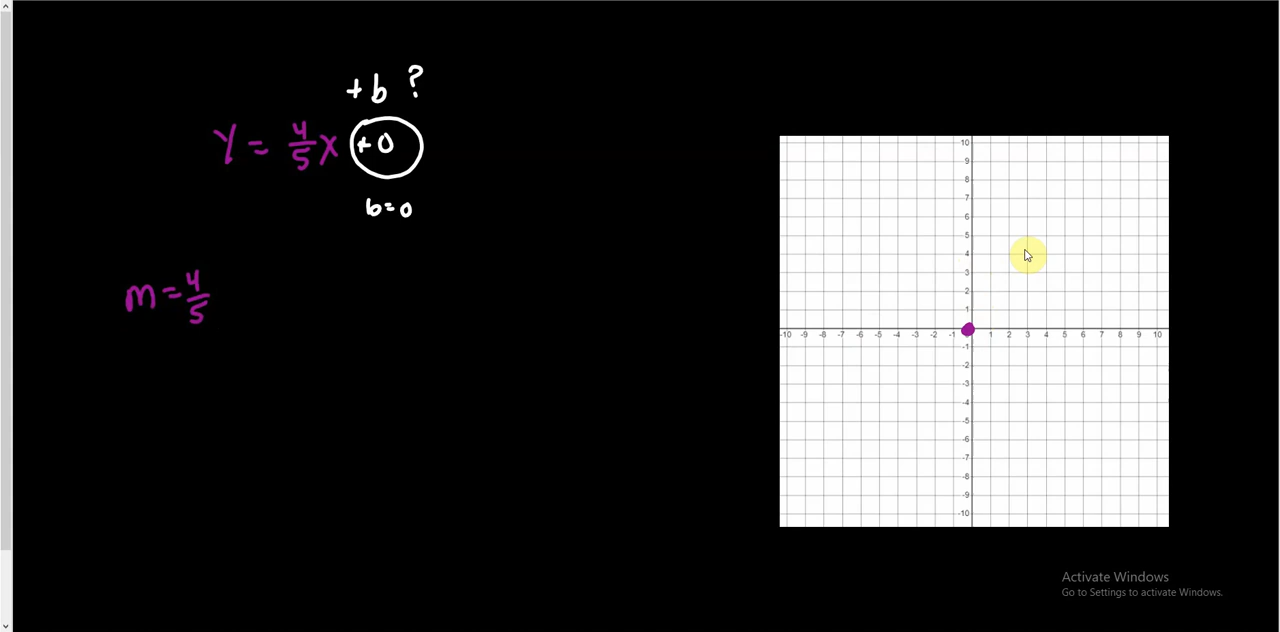 + b ?
y = 4/5 x + 0
b = 0
m = 4/5
10
9
8
7
6
5
4
3
2
1
-10 -9 -8 -7 -6 -5 -4 -3 -2 -1 1 2 3 4 5 6 7 8 9 10
-1
-2
-3
-4
-5
-6
-7
-8
-9
-10
Activate Windows
Go to Settings to activate Windows.